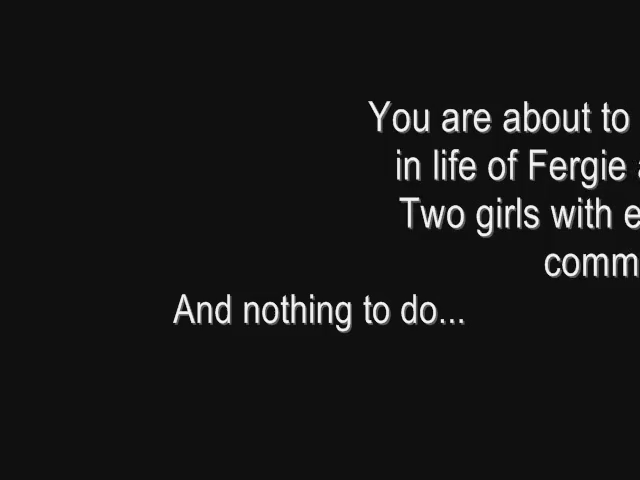 You are about to
in life of Fergie
Two girls with
And nothing to do...